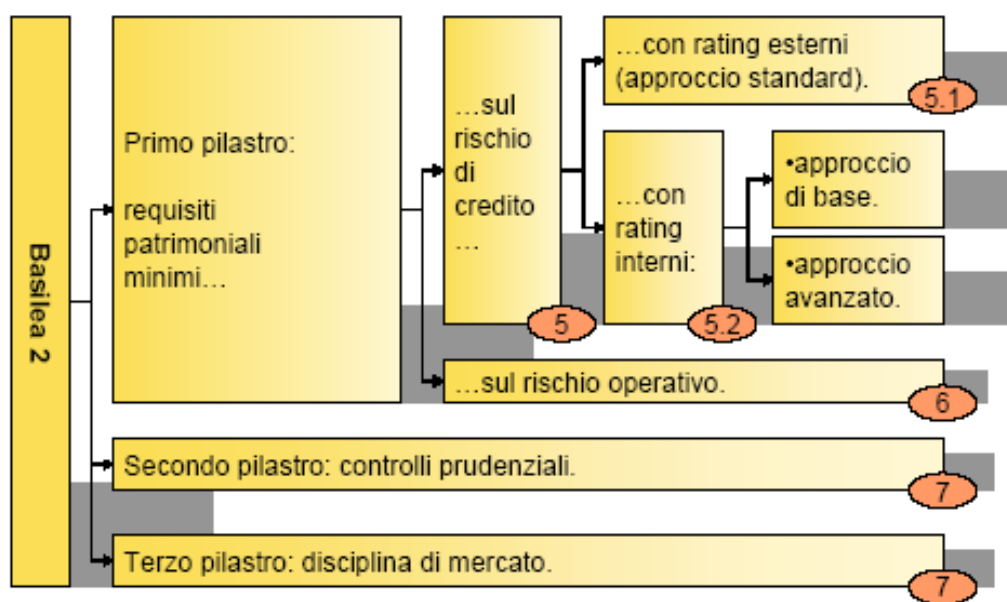 Basilea 2
Primo pilastro:
requisiti
patrimoniali
minimi…
…sul
rischio
di
credito
…
5
…con rating esterni
(approccio standard).
5.1
…con
rating
interni:
5.2
•approccio
di base.
•approccio
avanzato.
…sul rischio operativo.
6
Secondo pilastro: controlli prudenziali.
7
Terzo pilastro: disciplina di mercato.
7